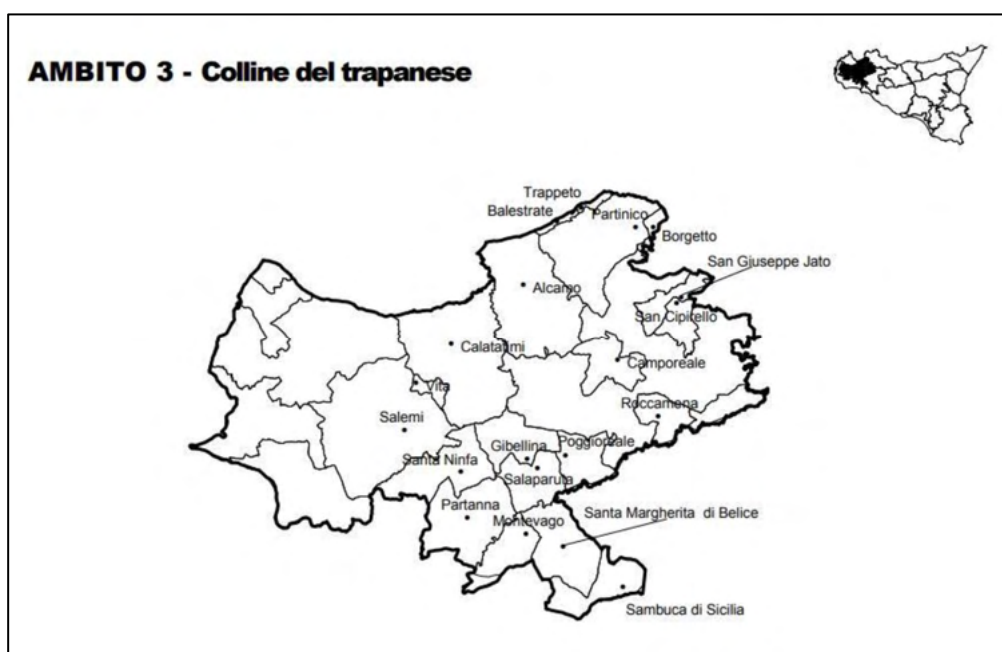 AMBITO 3 - Colline del trapanese
Trappeto
Balestrate
Partinico
Borgetto
San Giuseppe Jato
Alcamo
San Cipirello
Calatafimi
Camporeale
Vita
Roccamena
Salemi
Gibellina
Poggioreale
Santa Ninfa
Salaparuta
Partanna
Montevago
Santa Margherita di Belice
Sambuca di Sicilia